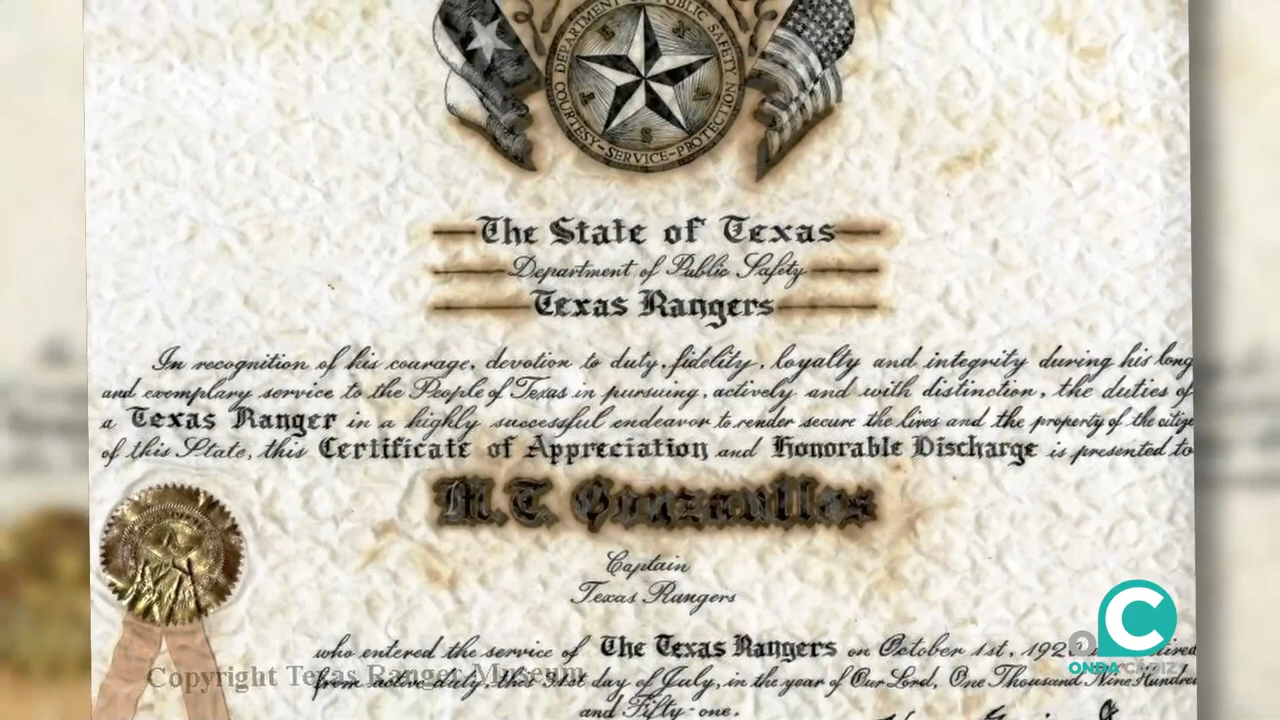 DEPARTMENT OF PUBLIC SAFETY
TEXAS
COURTESY-SERVICE-PROTECTION
The State of Texas
Department of Public Safety
Texas Rangers
In recognition of his courage, devotion to duty, fidelity, loyalty and integrity during his long
and exemplary service to the People of Texas in pursuing, actively and with distinction, the duties of
a Texas Ranger in a highly successful endeavor to render secure the lives and the property of the citize
of this State, this Certificate of Appreciation and Honorable Discharge is presented to
M.T. Gonzaullas
Captain
Texas Rangers
who entered the service of The Texas Rangers on October 1st, 192
from active duty, this 31st day of July, in the year of Our Lord, One Thousand Nine Hundred
and Fifty-one.
Copyright Texas Ranger Museum
C
ONDACÁDIZ